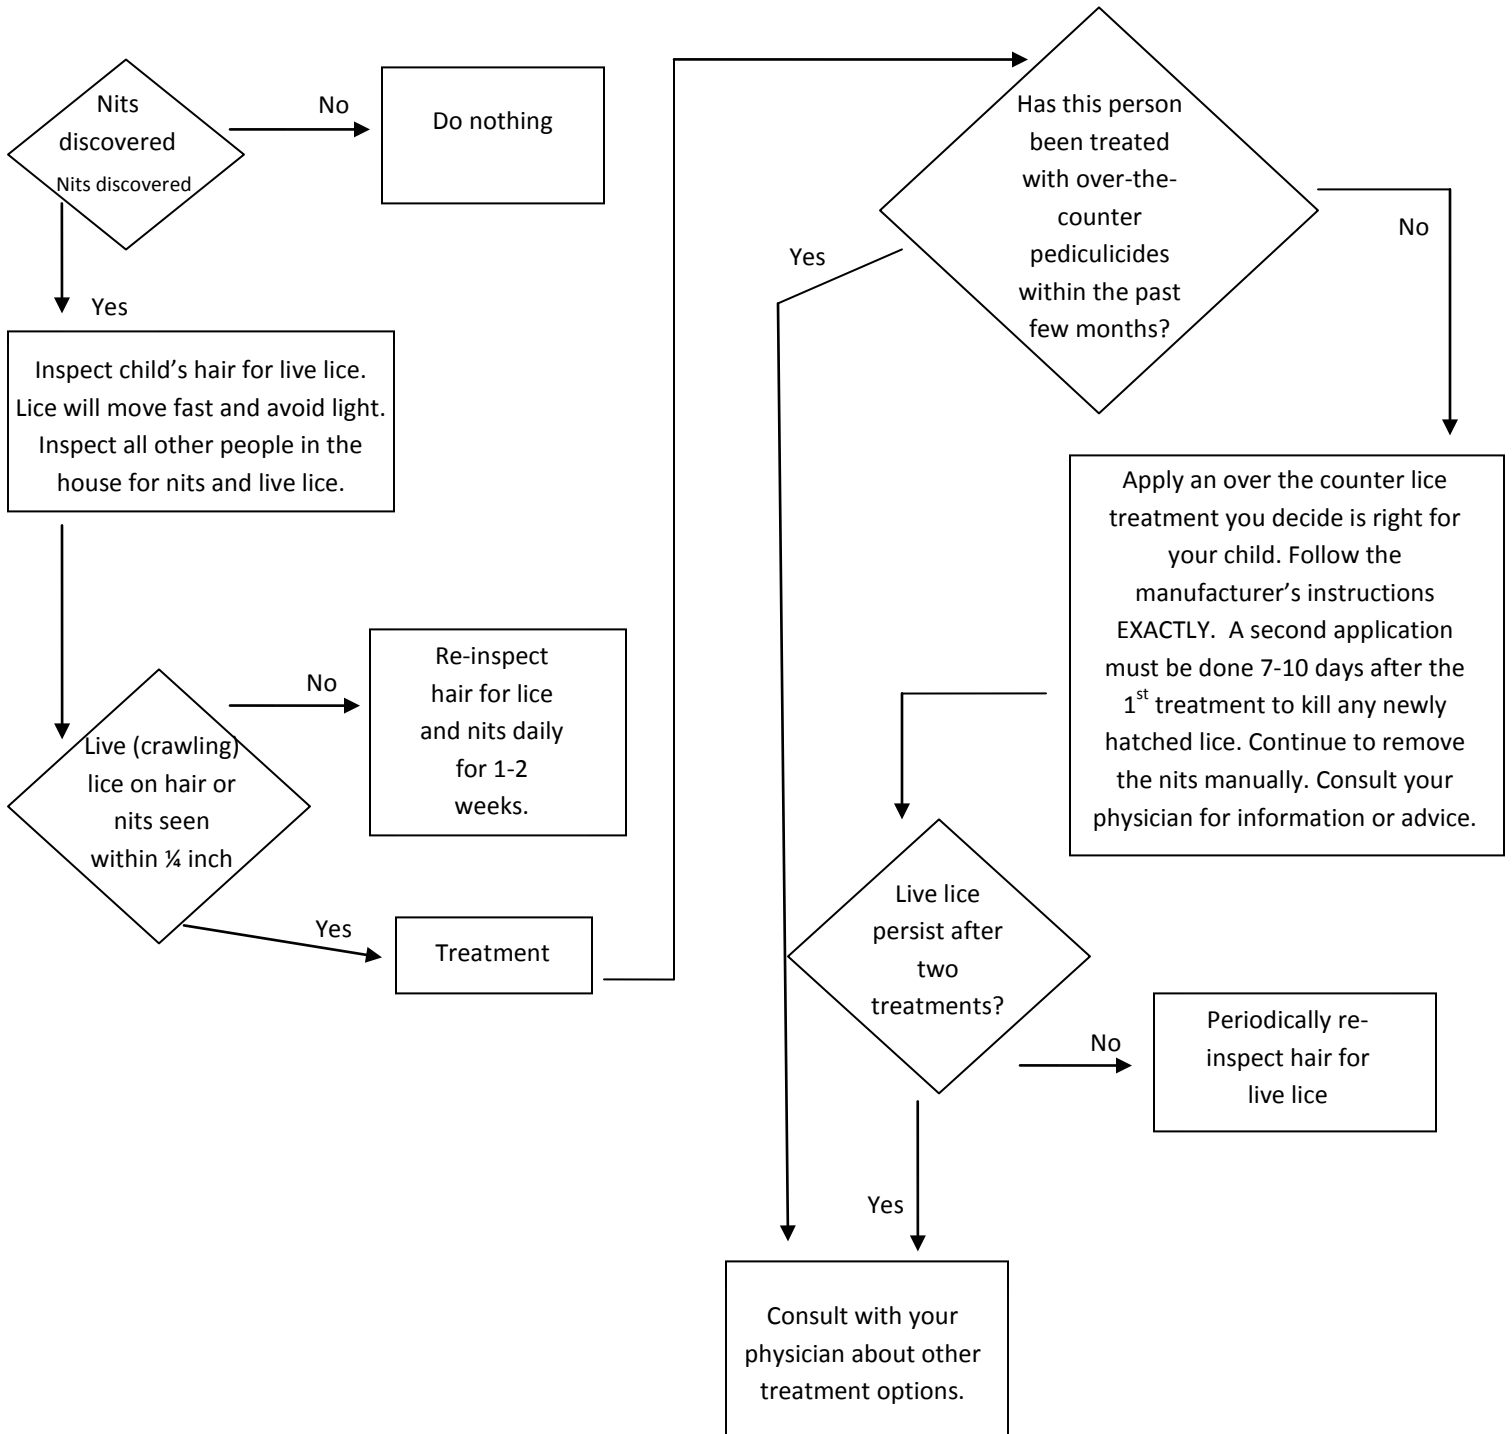 Nits
discovered
Nits discovered
No
Do nothing
Yes
Inspect child’s hair for live lice.
Lice will move fast and avoid light.
Inspect all other people in the
house for nits and live lice.
Live (crawling)
lice on hair or
nits seen
within ¼ inch
No
Re-inspect
hair for lice
and nits daily
for 1-2
weeks.
Yes
Treatment
Has this person
been treated
with over-the-
counter
pediculicides
within the past
few months?
Yes
No
Apply an over the counter lice
treatment you decide is right for
your child. Follow the
manufacturer’s instructions
EXACTLY.  A second application
must be done 7-10 days after the
1st treatment to kill any newly
hatched lice. Continue to remove
the nits manually. Consult your
physician for information or advice.
Live lice
persist after
two
treatments?
No
Periodically re-
inspect hair for
live lice
Yes
Consult with your
physician about other
treatment options.